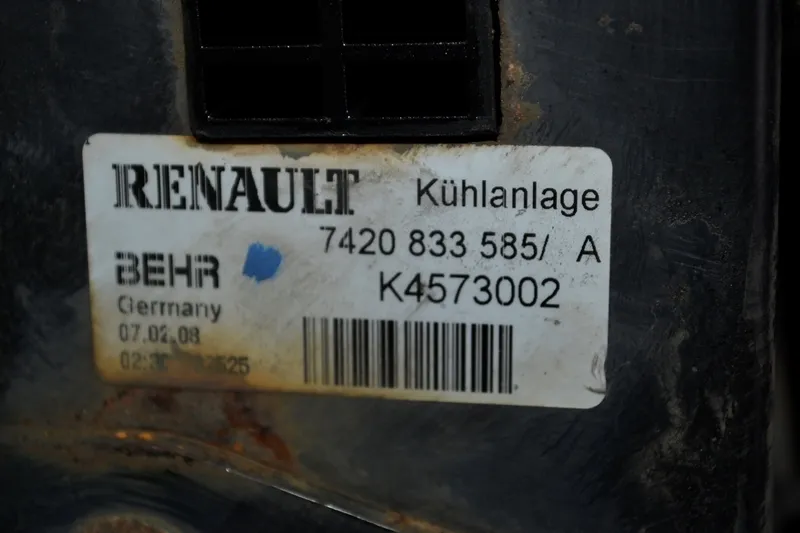 RENAULT Kühlanlage
7420 833 585/ A
BEHR K4573002
Germany
07.02.08